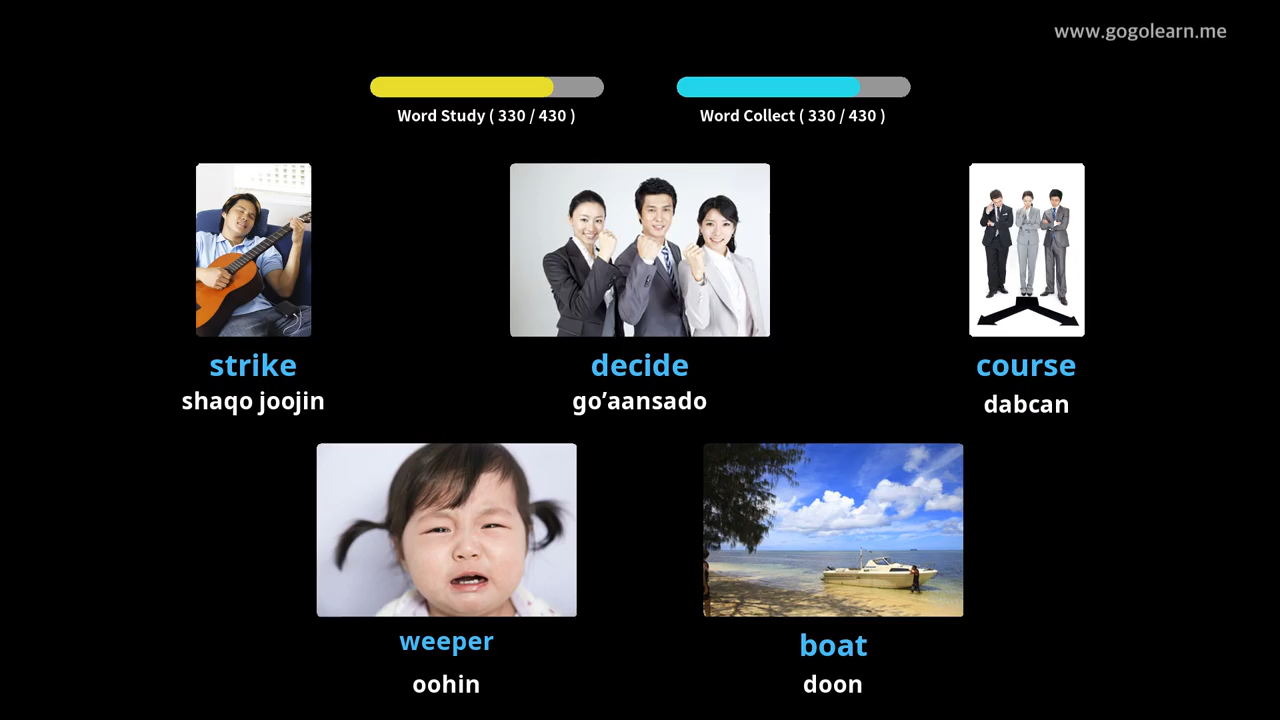 www.gogolearn.me
Word Study ( 330 / 430 )
Word Collect ( 330 / 430 )
strike
shaqo joojin
decide
go’aansado
course
dabcan
weeper
oohin
boat
doon